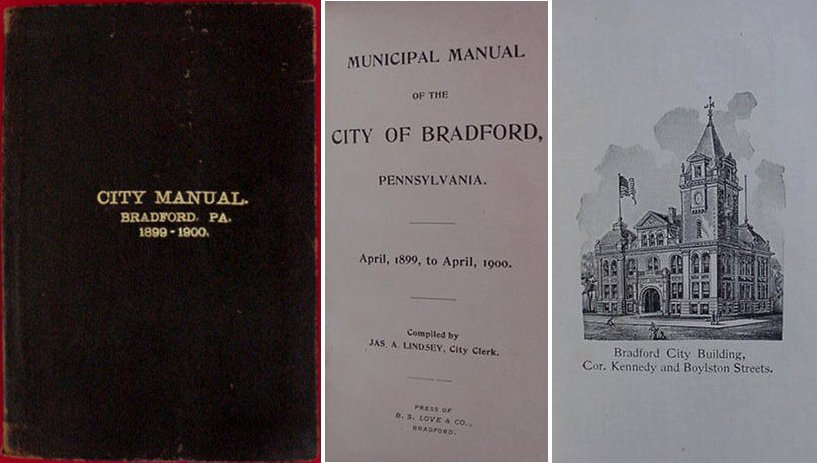 CITY MANUAL.
BRADFORD. PA.
1899-1900.
MUNICIPAL MANUAL
OF THE
CITY OF BRADFORD,
PENNSYLVANIA.
April, 1899, to April, 1900.
Compiled by
JAS. A. LINDSEY, City Clerk.
PRESS OF
B. S. LOVE & CO.,
BRADFORD.
Bradford City Building,
Cor. Kennedy and Boylston Streets.